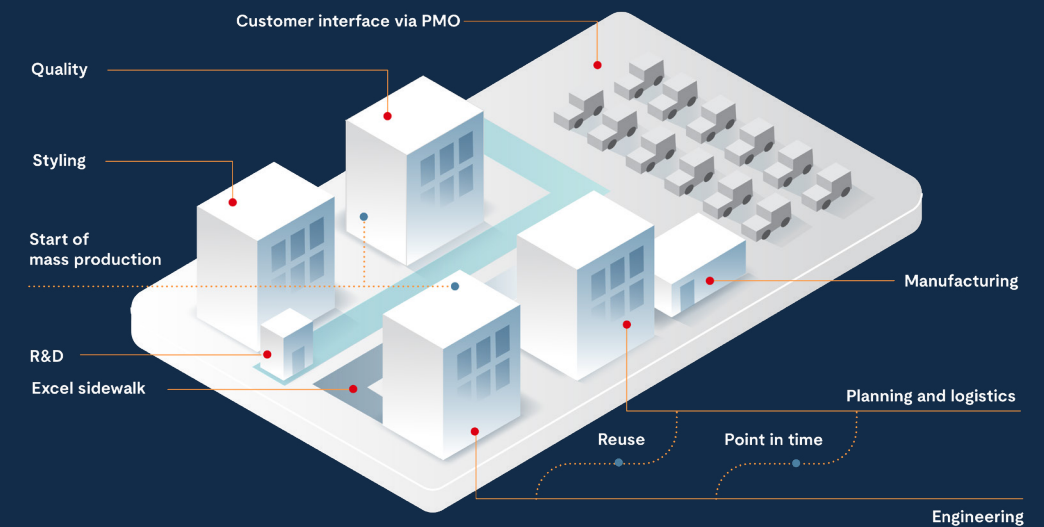 Customer interface via PMO
Quality
Styling
Start of
mass production
Manufacturing
R&D
Excel sidewalk
Planning and logistics
Reuse
Point in time
Engineering